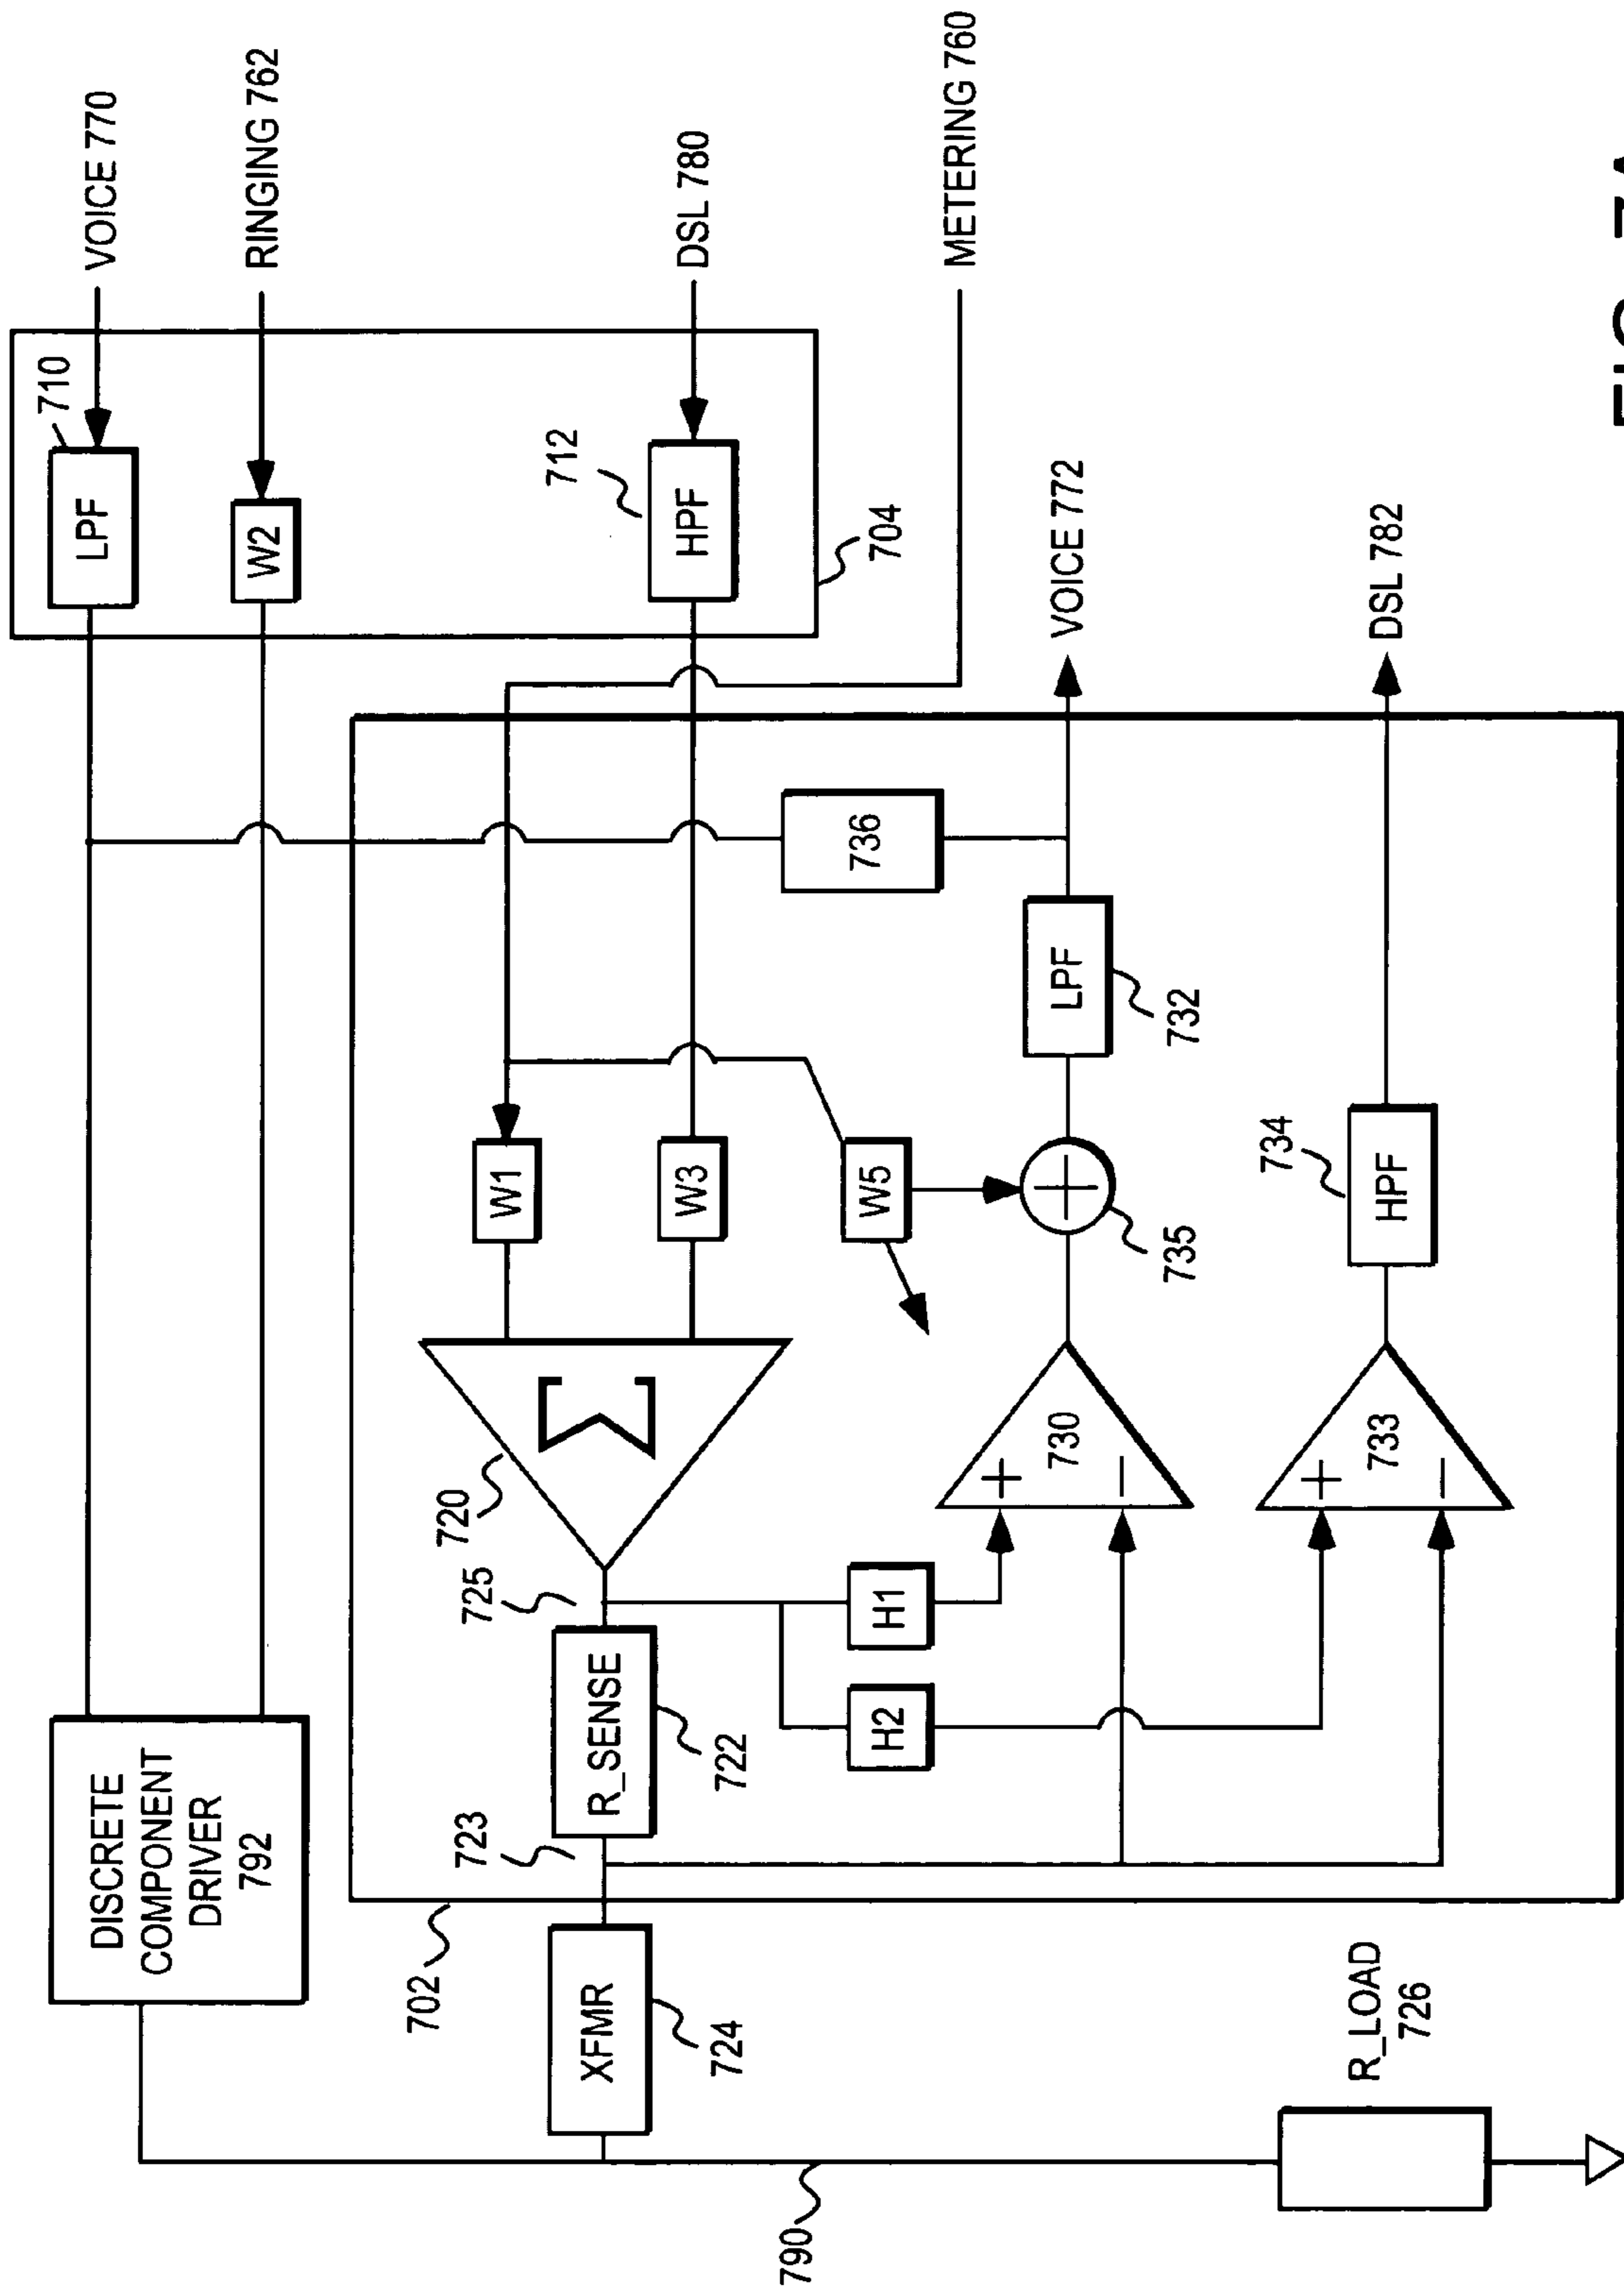 VOICE 770
710
LPF
DISCRETE
COMPONENT
DRIVER
792
RINGING 762
W2
702
720
725
723
W1
712
XFMR
R_SENSE
Σ
DSL 780
HPF
W3
724
722
704
790
H2
H1
W5
736
METERING 760
+
730
−
LPF
VOICE 772
735
732
734
+
733
−
HPF
DSL 782
R_LOAD
726